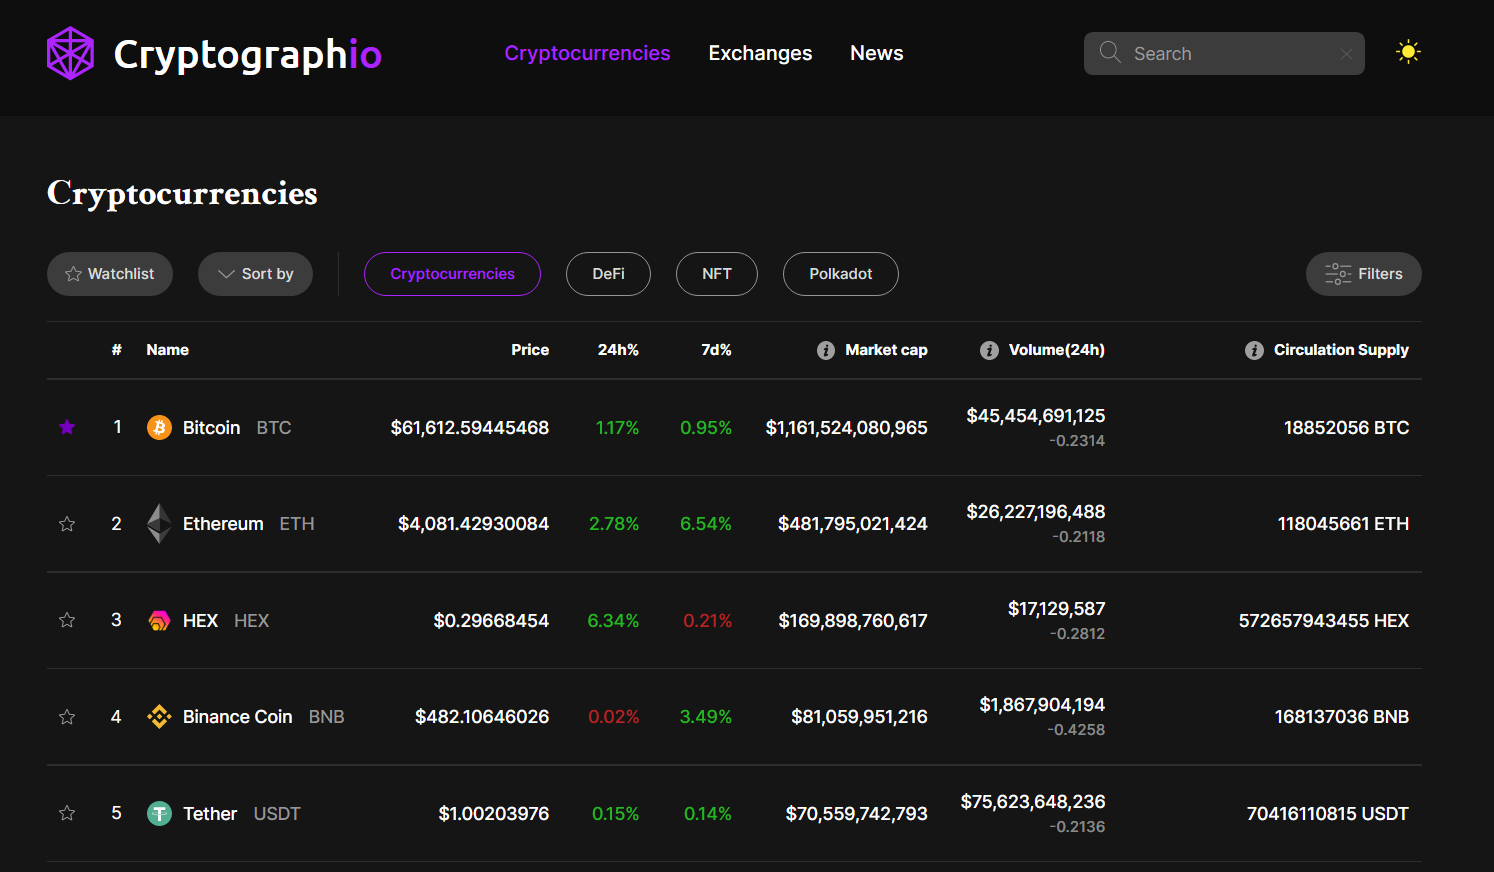 Cryptographio Cryptocurrencies Exchanges News Search
Cryptocurrencies
Watchlist Sort by Cryptocurrencies DeFi NFT Polkadot Filters
# Name Price 24h% 7d% i Market cap i Volume(24h) i Circulation Supply
1 Bitcoin BTC $61,612.59445468 1.17% 0.95% $1,161,524,080,965 $45,454,691,125 18852056 BTC
-0.2314
2 Ethereum ETH $4,081.42930084 2.78% 6.54% $481,795,021,424 $26,227,196,488 118045661 ETH
-0.2118
3 HEX HEX $0.29668454 6.34% 0.21% $169,898,760,617 $17,129,587 572657943455 HEX
-0.2812
4 Binance Coin BNB $482.10646026 0.02% 3.49% $81,059,951,216 $1,867,904,194 168137036 BNB
-0.4258
5 Tether USDT $1.00203976 0.15% 0.14% $70,559,742,793 $75,623,648,236 70416110815 USDT
-0.2136